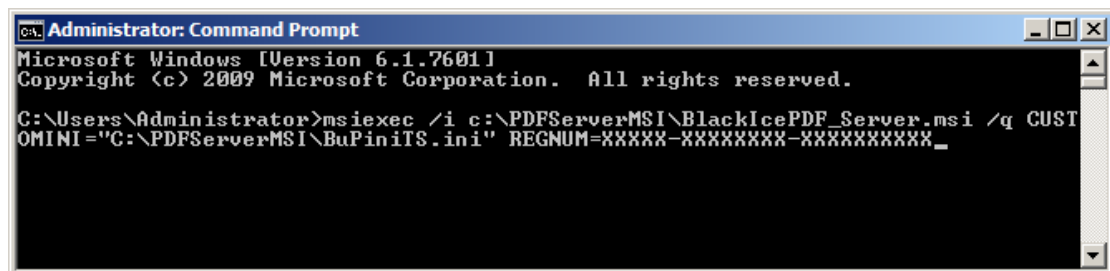 Administrator: Command Prompt
Microsoft Windows [Version 6.1.7601]
Copyright (c) 2009 Microsoft Corporation.  All rights reserved.
C:\Users\Administrator>msiexec /i c:\PDFServerMSI\BlackIcePDF_Server.msi /q CUST
OMINI="C:\PDFServerMSI\BuPiniTS.ini" REGNUM=XXXXX-XXXXXXXX-XXXXXXXXXX_